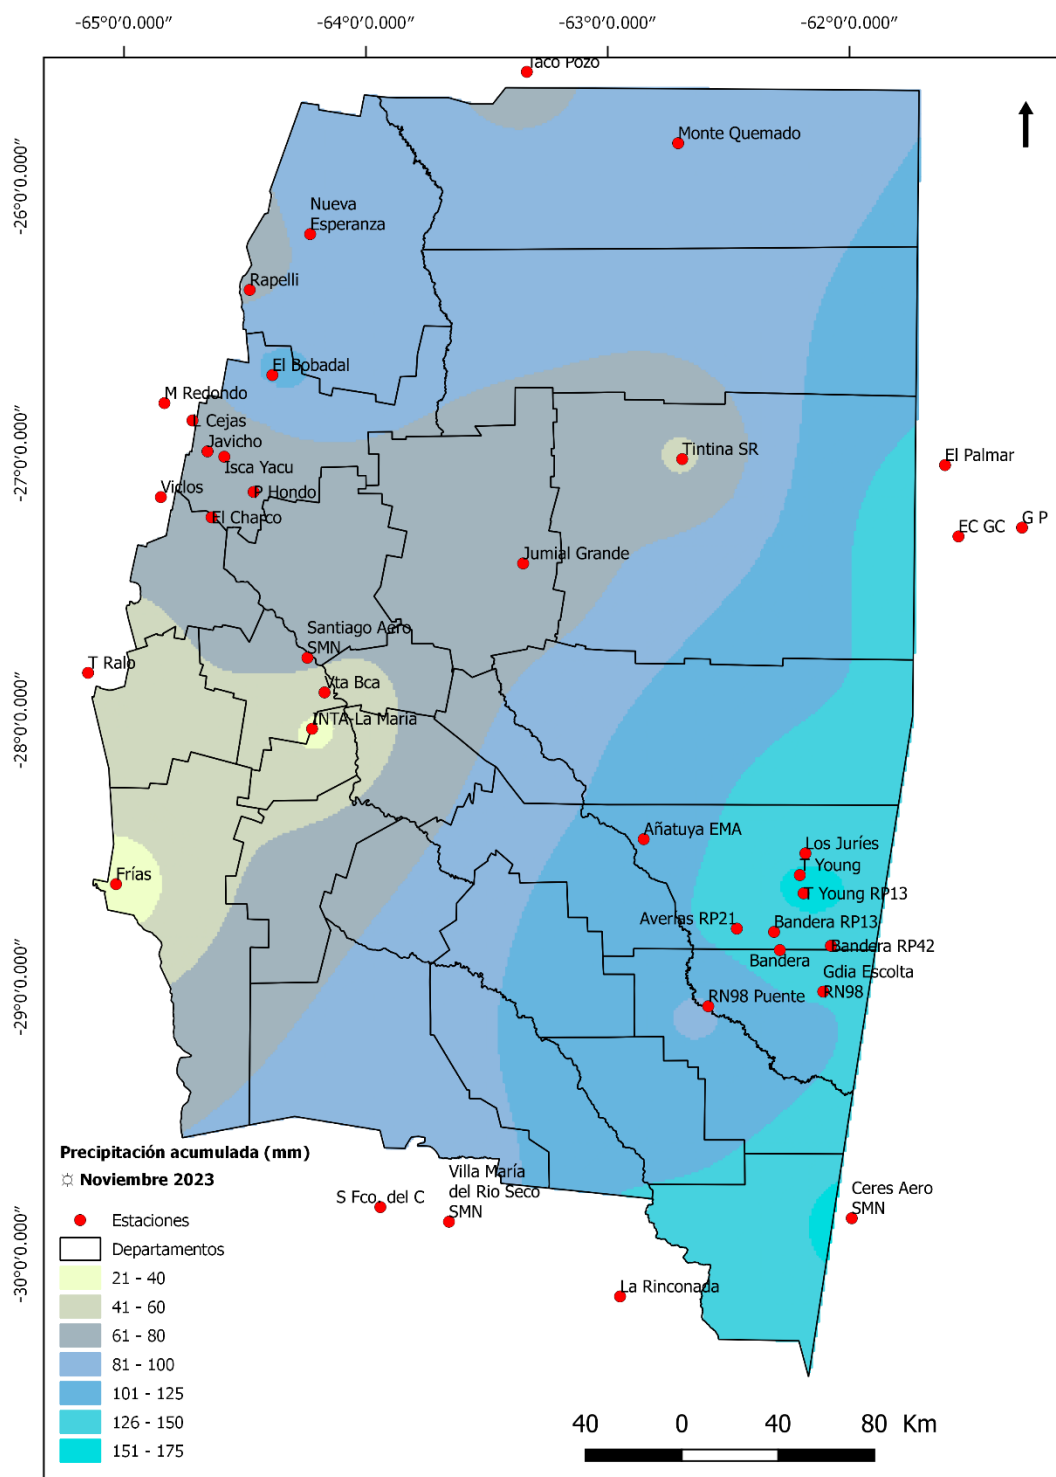 -65°0'0.000" -64°0'0.000" -63°0'0.000" -62°0'0.000"
Taco Pozo
Monte Quemado
-26°0'0.000"
Nueva
Esperanza
Rapelli
El Bobadal
M Redondo
L Cejas
Javicho
Isca Yacu
-27°0'0.000"
Tintina SR
El Palmar
Viclos
P Hondo
El Charco
G P
EC GC
Jumial Grande
Santiago Aero
SMN
T Ralo
Vta Bca
INTA-La Maria
-28°0'0.000"
Añatuya EMA
Los Juríes
T Young
Frías
T Young RP13
Averias RP21
Bandera RP13
Bandera RP42
Bandera
-29°0'0.000"
Gdia Escolta
RN98
RN98 Puente
Precipitación acumulada (mm)
Noviembre 2023
Estaciones
Departamentos
21 - 40
41 - 60
61 - 80
81 - 100
101 - 125
126 - 150
151 - 175
S Fco. del C
Villa María
del Rio Seco
SMN
Ceres Aero
SMN
-30°0'0.000"
La Rinconada
40 0 40 80 Km